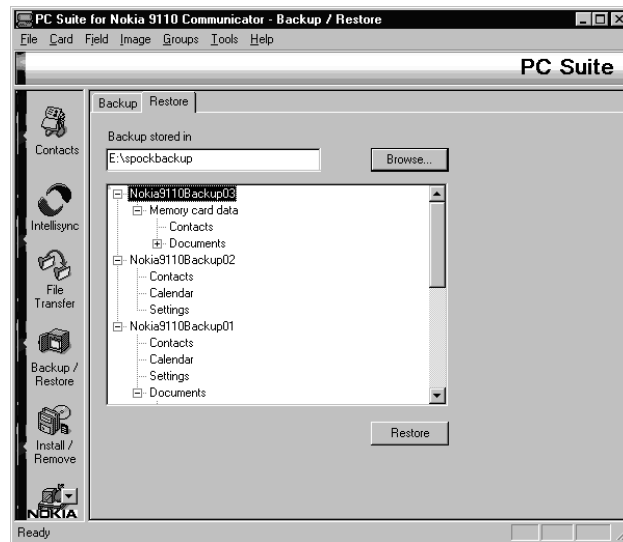 PC Suite for Nokia 9110 Communicator - Backup / Restore
File Card Field Image Groups Tools Help
PC Suite
Backup Restore
Backup stored in
E:\spockbackup
Browse...
Nokia9110Backup03
Memory card data
Contacts
Documents
Nokia9110Backup02
Contacts
Calendar
Settings
Nokia9110Backup01
Contacts
Calendar
Settings
Documents
Restore
Contacts
Intellisync
File
Transfer
Backup /
Restore
Install /
Remove
NOKIA
Ready